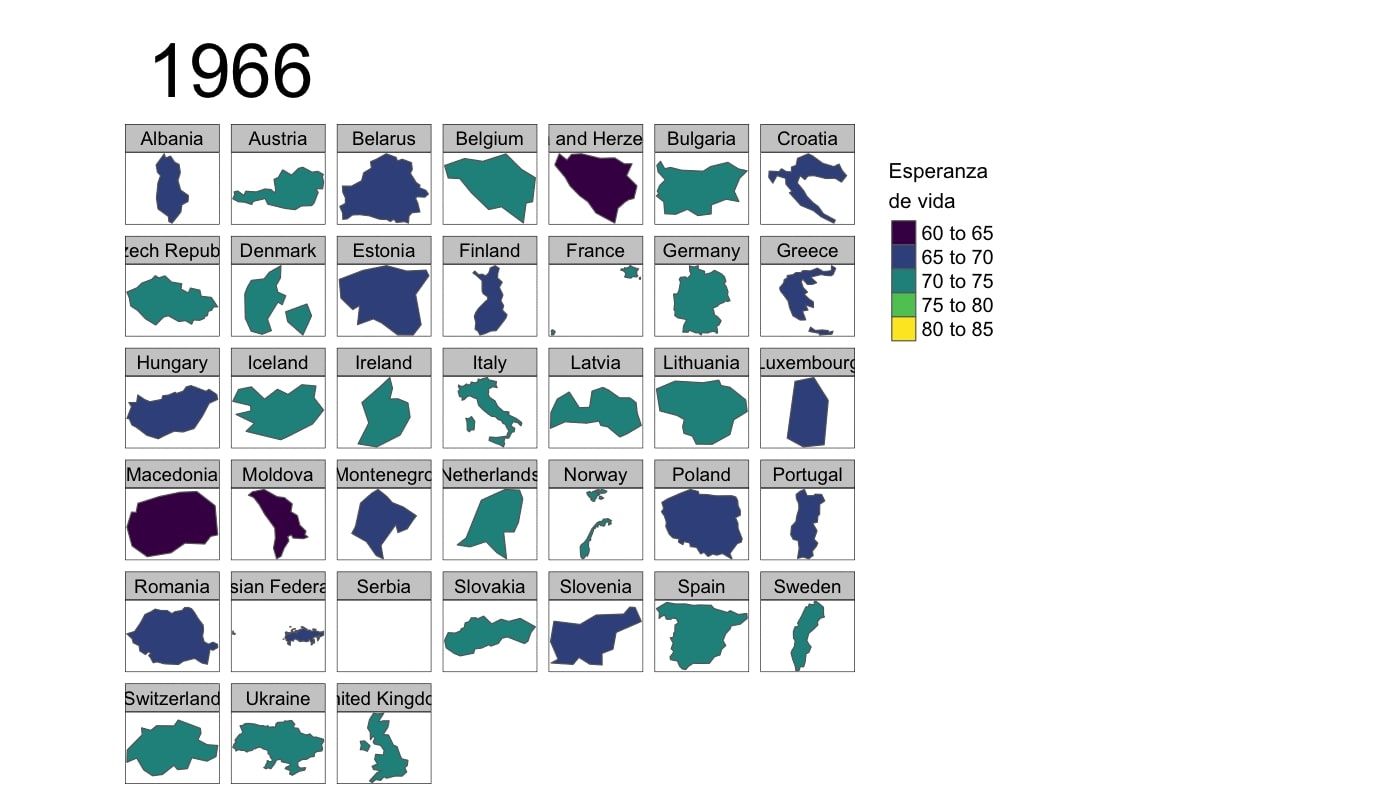 1966
Albania Austria Belarus Belgium and Herze Bulgaria Croatia
Esperanza
de vida
60 to 65
65 to 70
70 to 75
75 to 80
80 to 85
zech Repub Denmark Estonia Finland France Germany Greece
Hungary Iceland Ireland Italy Latvia Lithuania Luxembourg
Macedonia Moldova Montenegro Netherlands Norway Poland Portugal
Romania sian Federa Serbia Slovakia Slovenia Spain Sweden
Switzerland Ukraine nited Kingdo